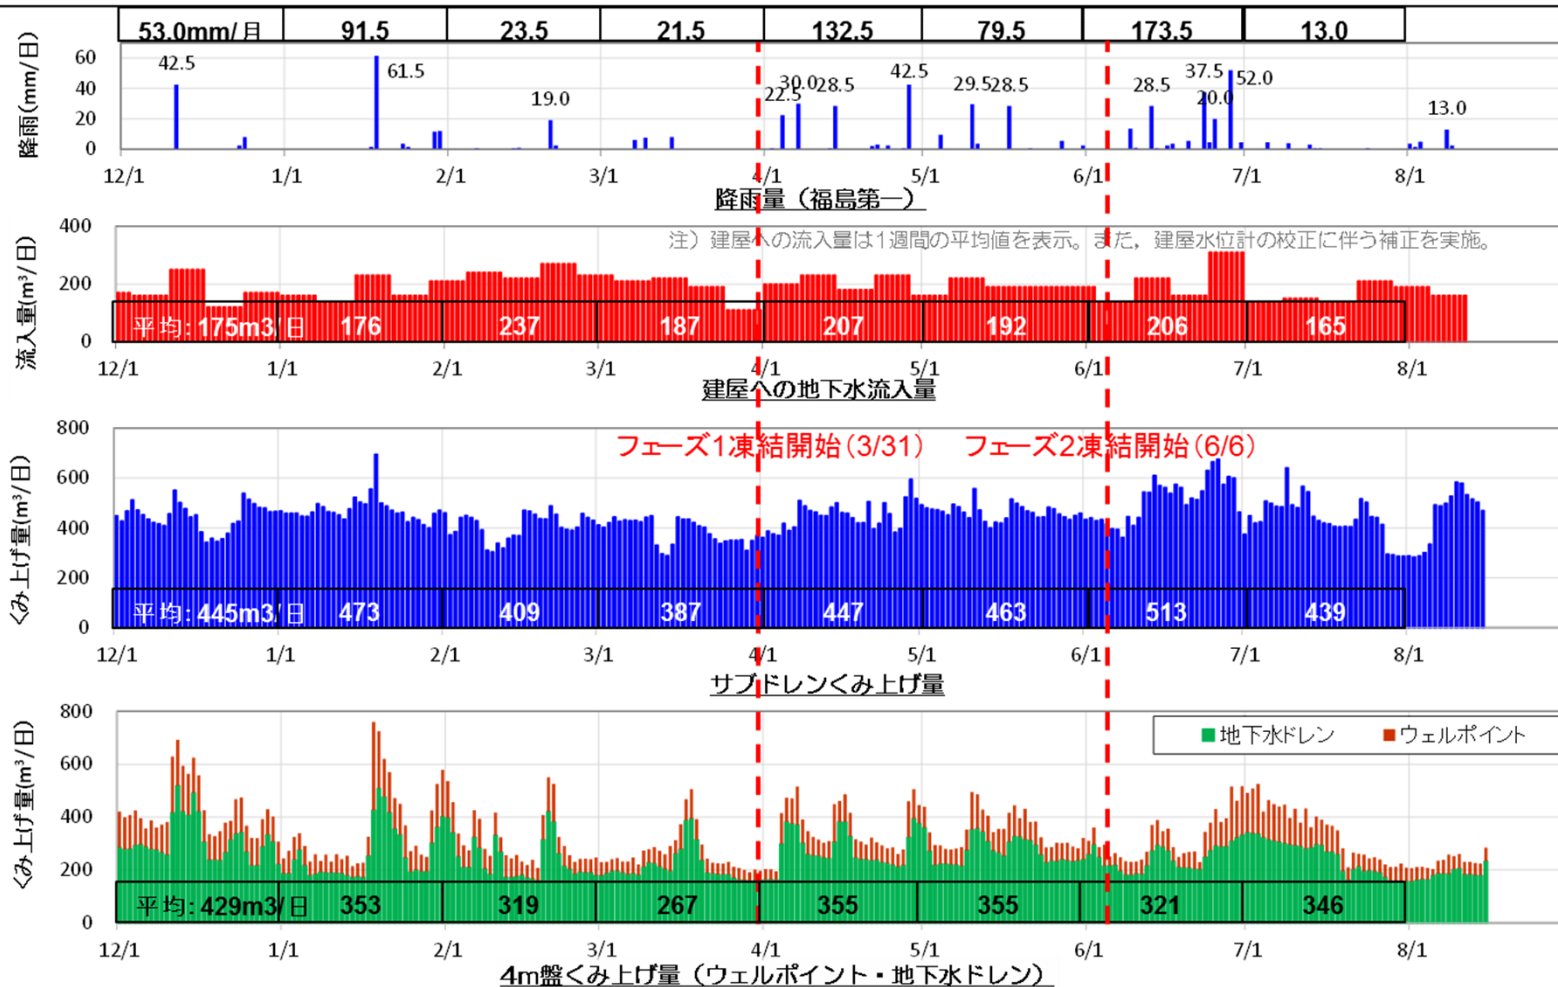 53.0mm/月 91.5 23.5 21.5 132.5 79.5 173.5 13.0
降雨(mm/日)
60
40
20
0
42.5 61.5 19.0 22.5 30.0 28.5 42.5 29.5 28.5 28.5 37.5 20.0 52.0 13.0
12/1 1/1 2/1 3/1 4/1 5/1 6/1 7/1 8/1
降雨量（福島第一）
流入量(m³/日)
400
200
0
注）建屋への流入量は1週間の平均値を表示。また，建屋水位計の校正に伴う補正を実施。
平均: 175m3/日 176 237 187 207 192 206 165
12/1 1/1 2/1 3/1 4/1 5/1 6/1 7/1 8/1
建屋への地下水流入量
くみ上げ量(m³/日)
800
600
400
200
0
フェーズ1凍結開始(3/31) フェーズ2凍結開始(6/6)
平均: 445m3/日 473 409 387 447 463 513 439
12/1 1/1 2/1 3/1 4/1 5/1 6/1 7/1 8/1
サブドレンくみ上げ量
くみ上げ量(m³/日)
800
600
400
200
0
地下水ドレン ウェルポイント
平均: 429m3/日 353 319 267 355 355 321 346
12/1 1/1 2/1 3/1 4/1 5/1 6/1 7/1 8/1
4m盤くみ上げ量（ウェルポイント・地下水ドレン）